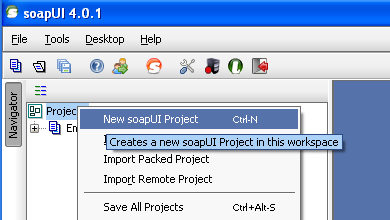 soapUI 4.0.1
File Tools Desktop Help
Navigator
Projec
En
New soapUI Project Ctrl-N
Creates a new soapUI Project in this workspace
Import Packed Project
Import Remote Project
Save All Projects Ctrl+Alt-S